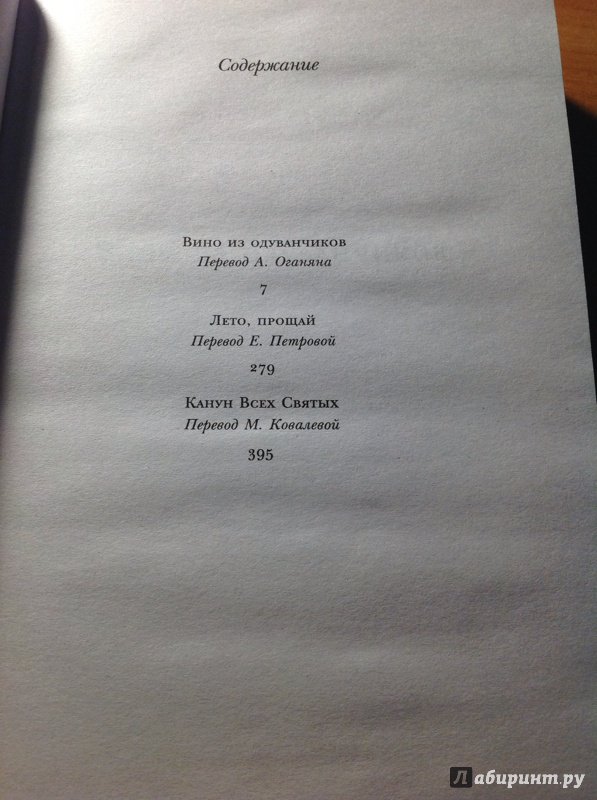 Содержание
Вино из одуванчиков
Перевод А. Оганяна
7
Лето, прощай
Перевод Е. Петровой
279
Канун Всех Святых
Перевод М. Ковалевой
395
Лабиринт.ру